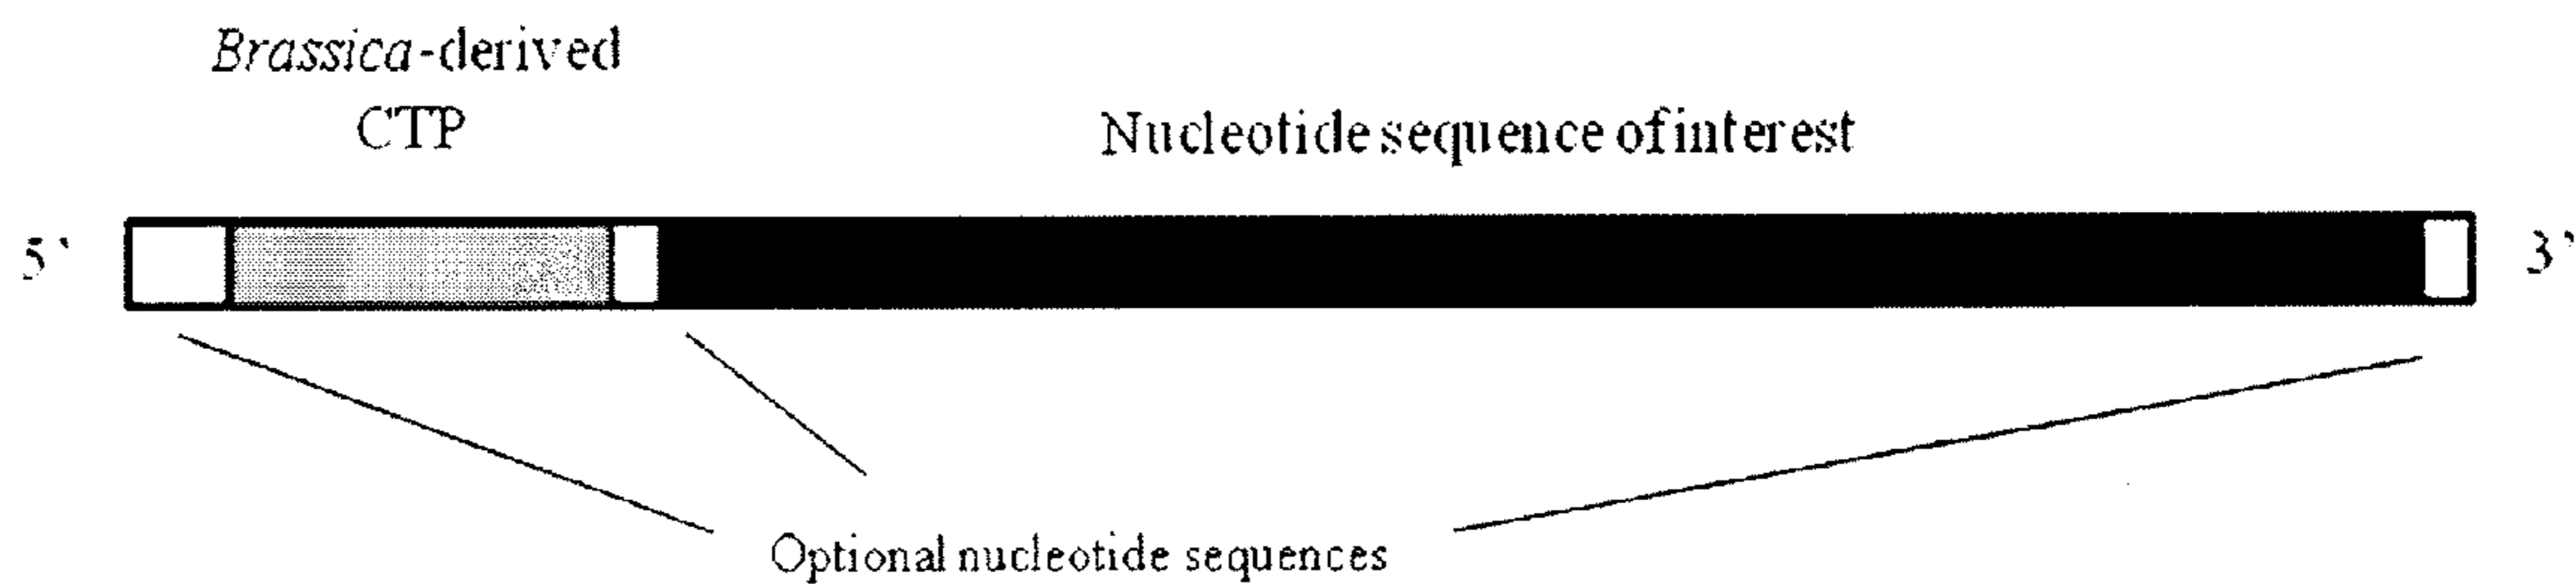 Brassica-derived
CTP
Nucleotide sequence of interest
5‘
3’
Optional nucleotide sequences